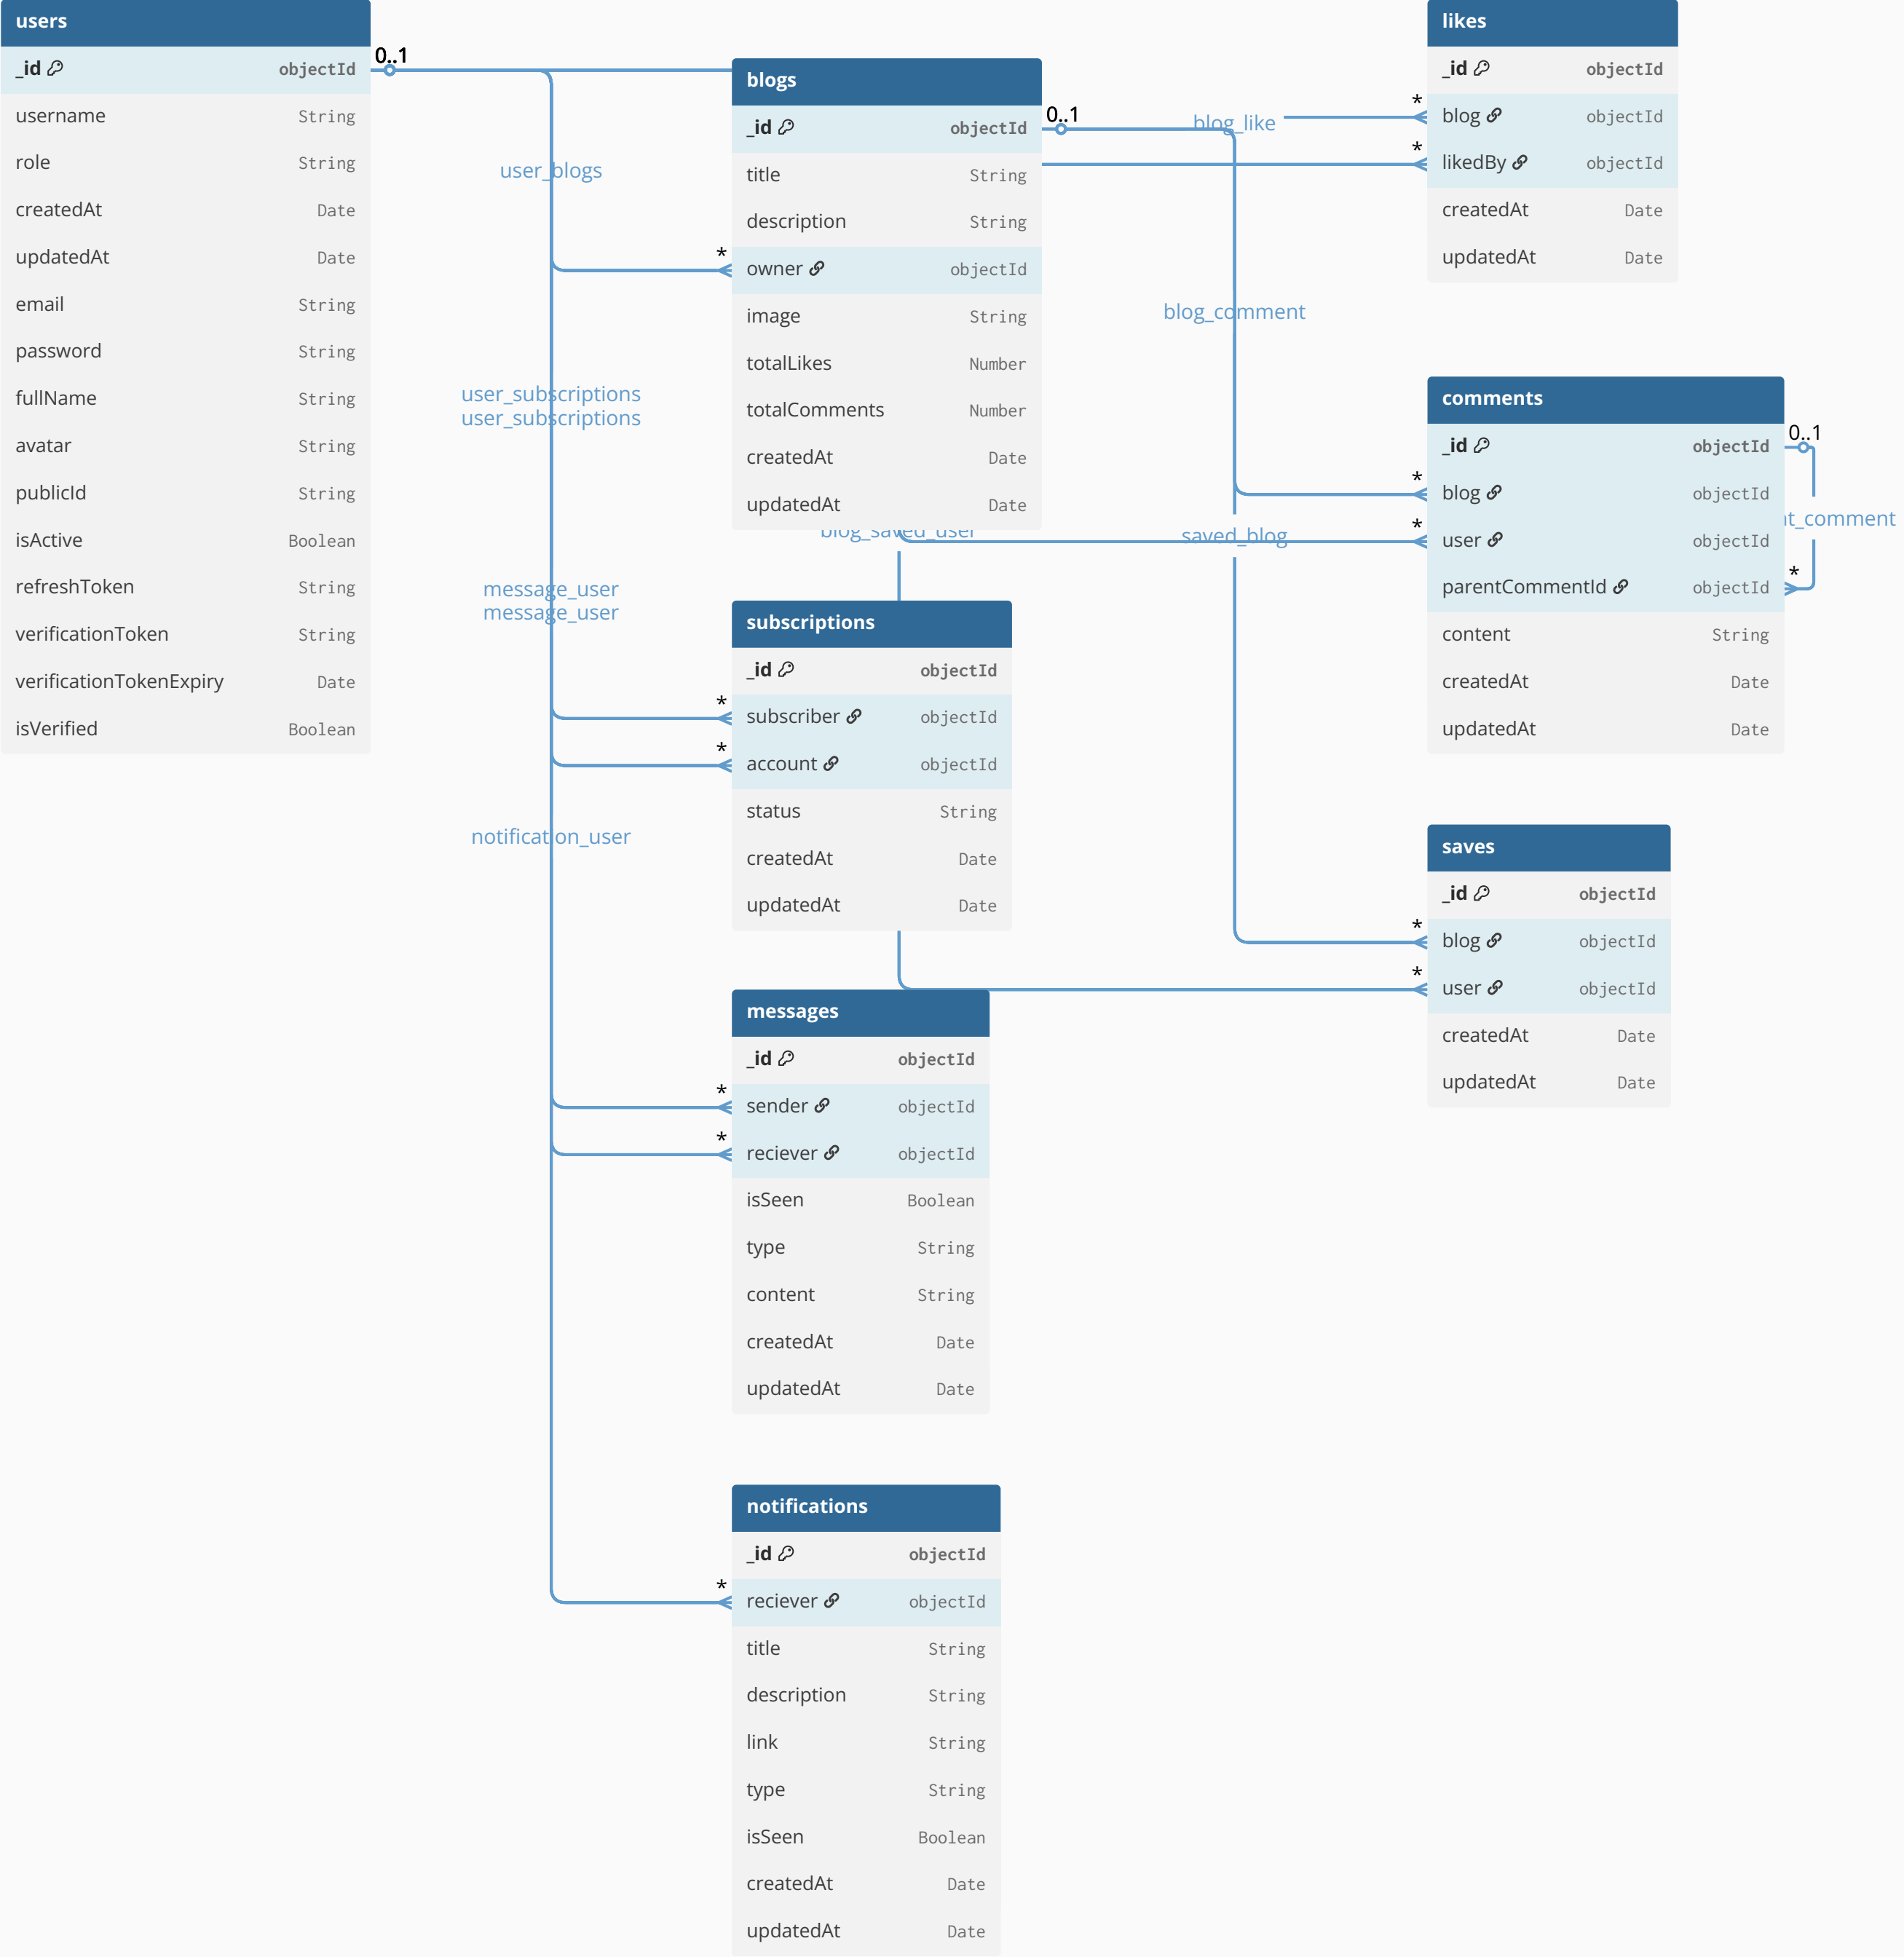 users
_id objectId
username String
role String
createdAt Date
updatedAt Date
email String
password String
fullName String
avatar String
publicId String
isActive Boolean
refreshToken String
verificationToken String
verificationTokenExpiry Date
isVerified Boolean
0..1
user_blogs
user_subscriptions
user_subscriptions
message_user
message_user
notification_user
blogs
_id objectId
title String
description String
* owner objectId
image String
totalLikes Number
totalComments Number
createdAt Date
updatedAt Date
0..1
blog_saved_user
subscriptions
_id objectId
* subscriber objectId
* account objectId
status String
createdAt Date
updatedAt Date
messages
_id objectId
* sender objectId
* reciever objectId
isSeen Boolean
type String
content String
createdAt Date
updatedAt Date
notifications
_id objectId
* reciever objectId
title String
description String
link String
type String
isSeen Boolean
createdAt Date
updatedAt Date
blog_like
blog_comment
saved_blog
likes
_id objectId
* blog objectId
* likedBy objectId
createdAt Date
updatedAt Date
comments
_id objectId
0..1
* blog objectId
* user objectId
parentCommentId objectId *
content String
createdAt Date
updatedAt Date
t_comment
saves
_id objectId
* blog objectId
* user objectId
createdAt Date
updatedAt Date